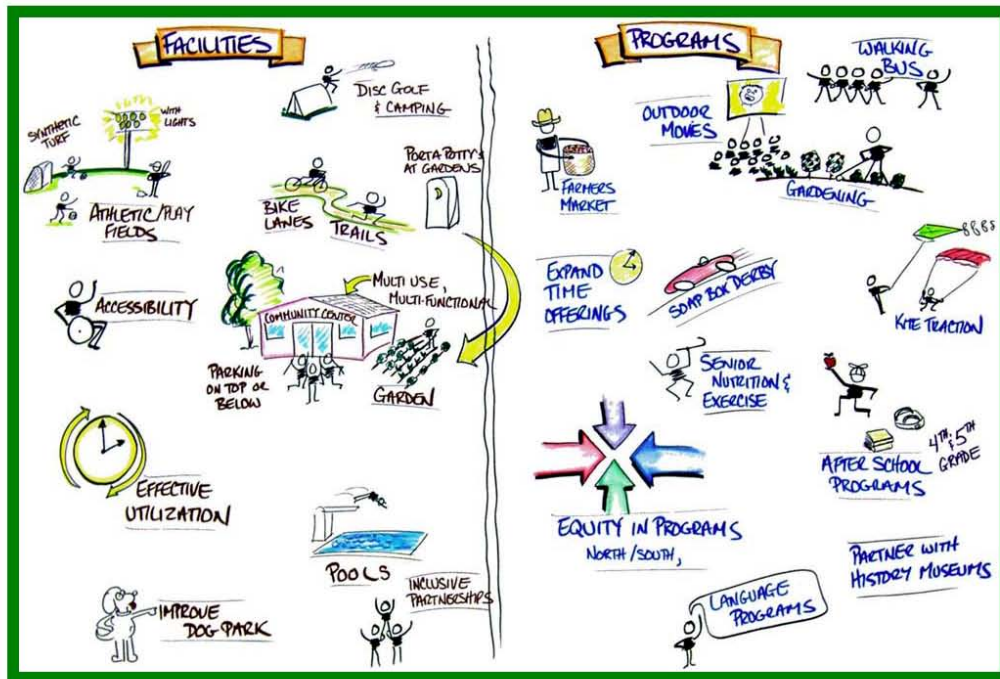 FACILITIES
DISC GOLF
& CAMPING
WITH
LIGHTS
SYNTHETIC
TURF
ATHLETIC/PLAY
FIELDS
BIKE
LANES
TRAILS
PORTA-POTTY'S
AT GARDENS
ACCESSIBILITY
MULTI USE,
MULTI-FUNCTIONAL
COMMUNITY CENTER
PARKING
ON TOP OR
BELOW
GARDEN
EFFECTIVE
UTILIZATION
POOLS
INCLUSIVE
PARTNERSHIPS
IMPROVE
DOG PARK
PROGRAMS
WALKING
BUS
OUTDOOR
MOVIES
FARMERS
MARKET
GARDENING
EXPAND
TIME
OFFERINGS
SOAP BOX DERBY
KITE TRACTION
SENIOR
NUTRITION &
EXERCISE
4TH & 5TH
GRADE
AFTER SCHOOL
PROGRAMS
EQUITY IN PROGRAMS
NORTH/SOUTH,
PARTNER WITH
HISTORY MUSEUMS
LANGUAGE
PROGRAMS